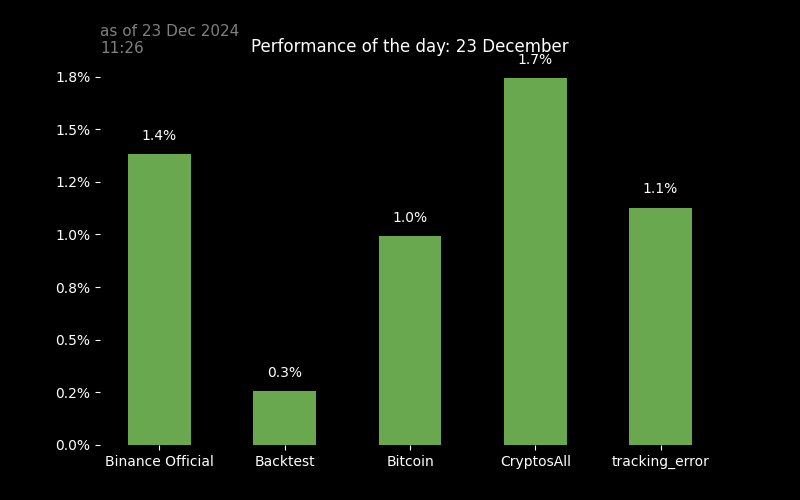 as of 23 Dec 2024
11:26
Performance of the day: 23 December
1.8%
1.5%
1.2%
1.0%
0.8%
0.5%
0.2%
0.0%
1.4%
0.3%
1.0%
1.7%
1.1%
Binance Official
Backtest
Bitcoin
CryptosAll
tracking_error